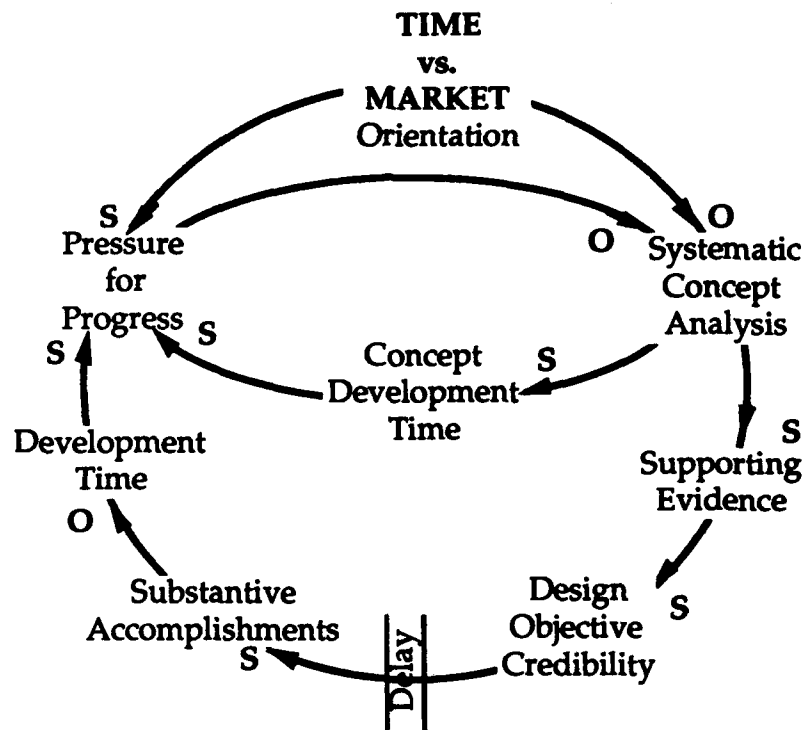 TIME
vs.
MARKET
Orientation
S
Pressure
for
Progress
O
O
Systematic
Concept
Analysis
S
S
Concept
Development
Time
S
S
Supporting
Evidence
Development
Time
O
Substantive
Accomplishments
S
Delay
Design
Objective
Credibility
S